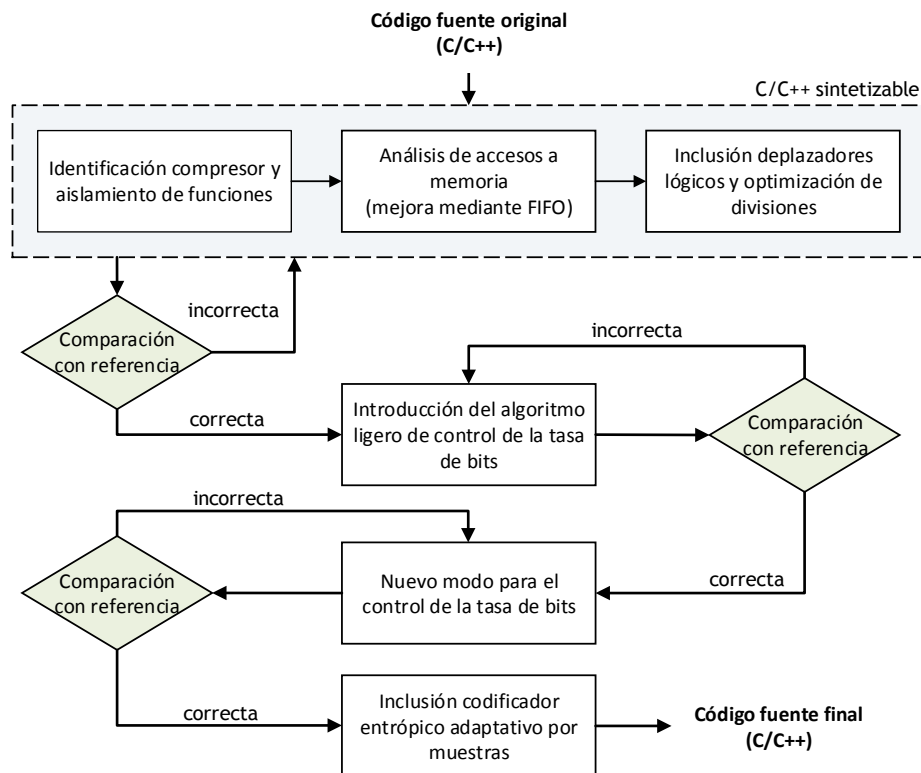 Código fuente original
(C/C++)
C/C++ sintetizable
Identificación compresor y
aislamiento de funciones
Análisis de accesos a
memoria
(mejora mediante FIFO)
Inclusión deplazadores
lógicos y optimización de
divisiones
incorrecta
Comparación
con referencia
correcta
incorrecta
Introducción del algoritmo
ligero de control de la tasa
de bits
Comparación
con referencia
incorrecta
Comparación
con referencia
Nuevo modo para el
control de la tasa de bits
correcta
correcta
Inclusión codificador
entrópico adaptativo por
muestras
Código fuente final
(C/C++)